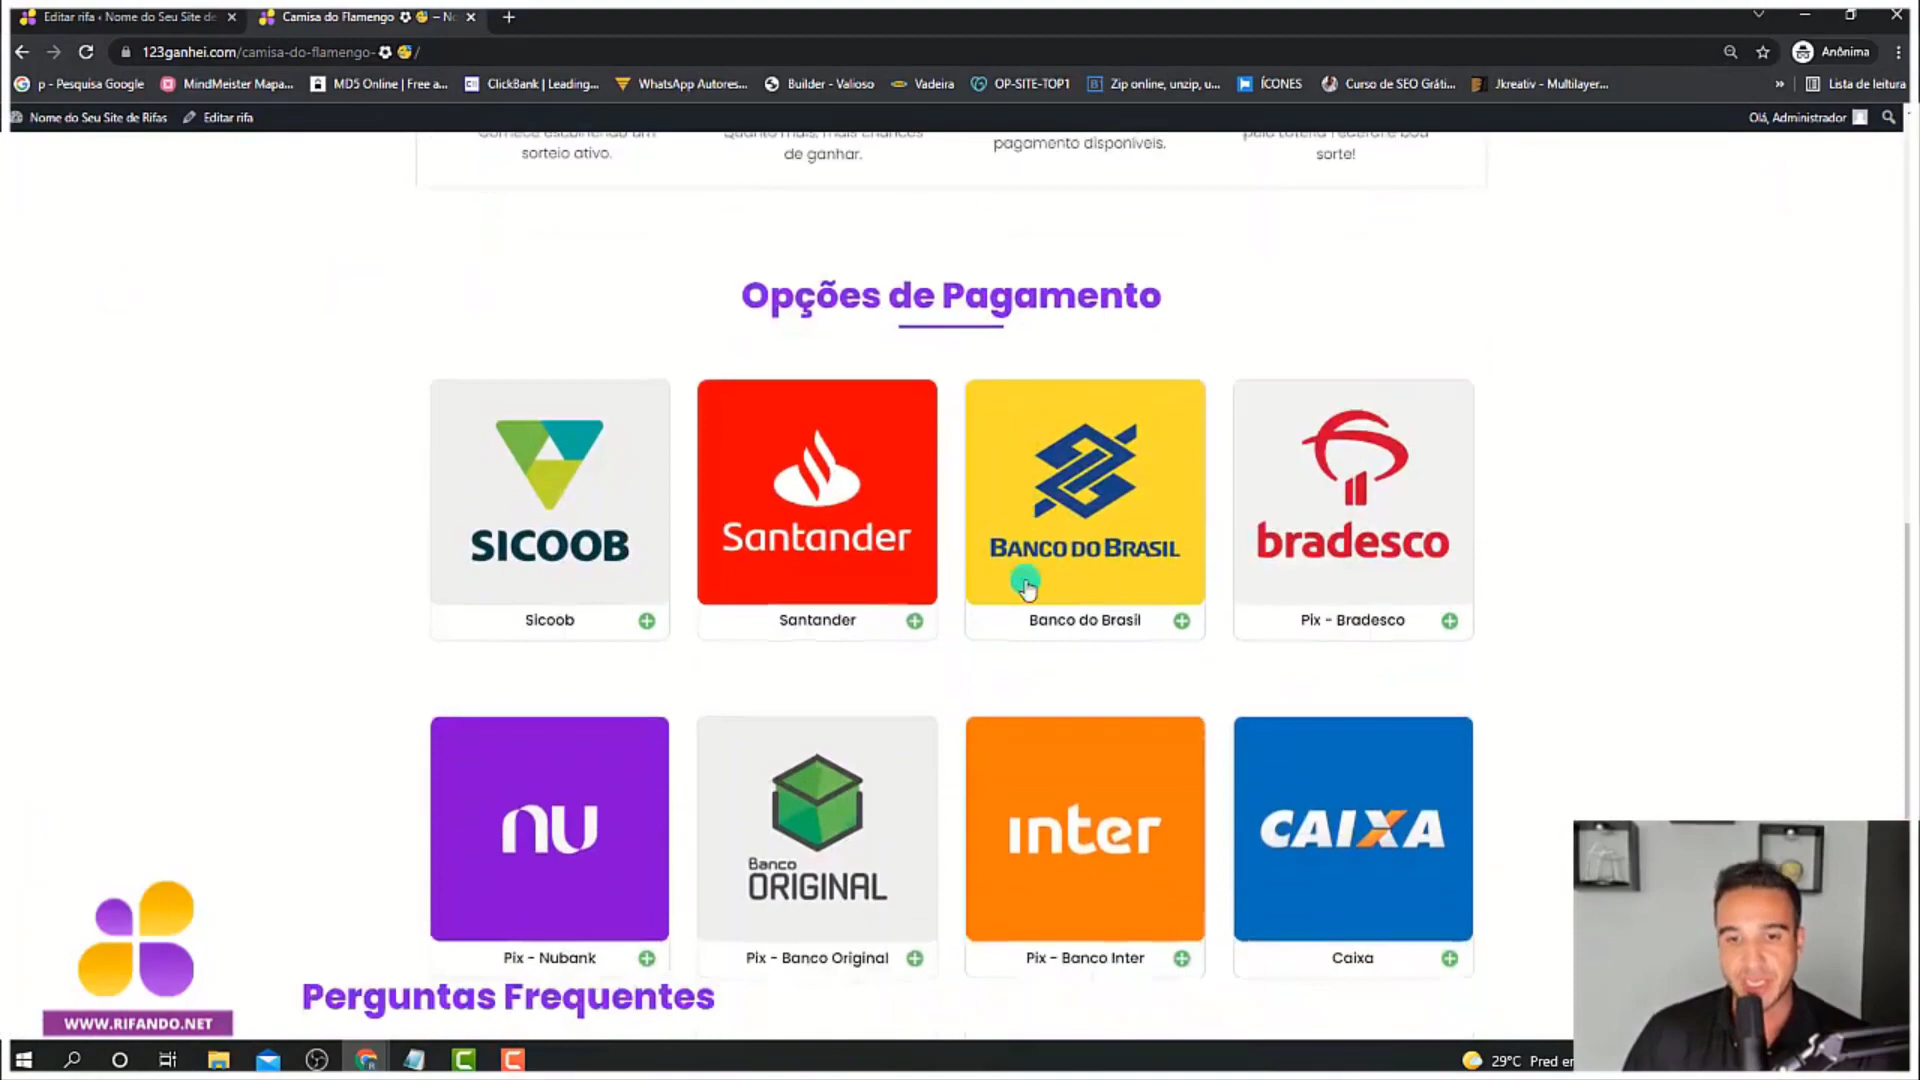 Editar rifa ‹ Nome do Seu Site de
Camisa do Flamengo ⚽ 🥳 – No
123ganhei.com/camisa-do-flamengo-⚽🥳/
Anônima
p - Pesquisa Google
MindMeister Mapa...
MD5 Online | Free a...
ClickBank | Leading...
WhatsApp Autores...
Builder - Valioso
Vadeira
OP-SITE-TOP1
Zip online, unzip, u...
ÍCONES
Curso de SEO Gráti...
Jkreativ - Multilayer...
»
Lista de leitura
Nome do Seu Site de Rifas
Editar rifa
Olá, Administrador
sorteio ativo.
de ganhar.
pagamento disponíveis.
sorte!
Opções de Pagamento
SICOOB
Santander
BANCO DO BRASIL
bradesco
Sicoob
Santander
Banco do Brasil
Pix - Bradesco
nu
Banco
ORIGINAL
inter
CAIXA
Pix - Nubank
Pix - Banco Original
Pix - Banco Inter
Caixa
Perguntas Frequentes
WWW.RIFANDO.NET
29°C Pred en